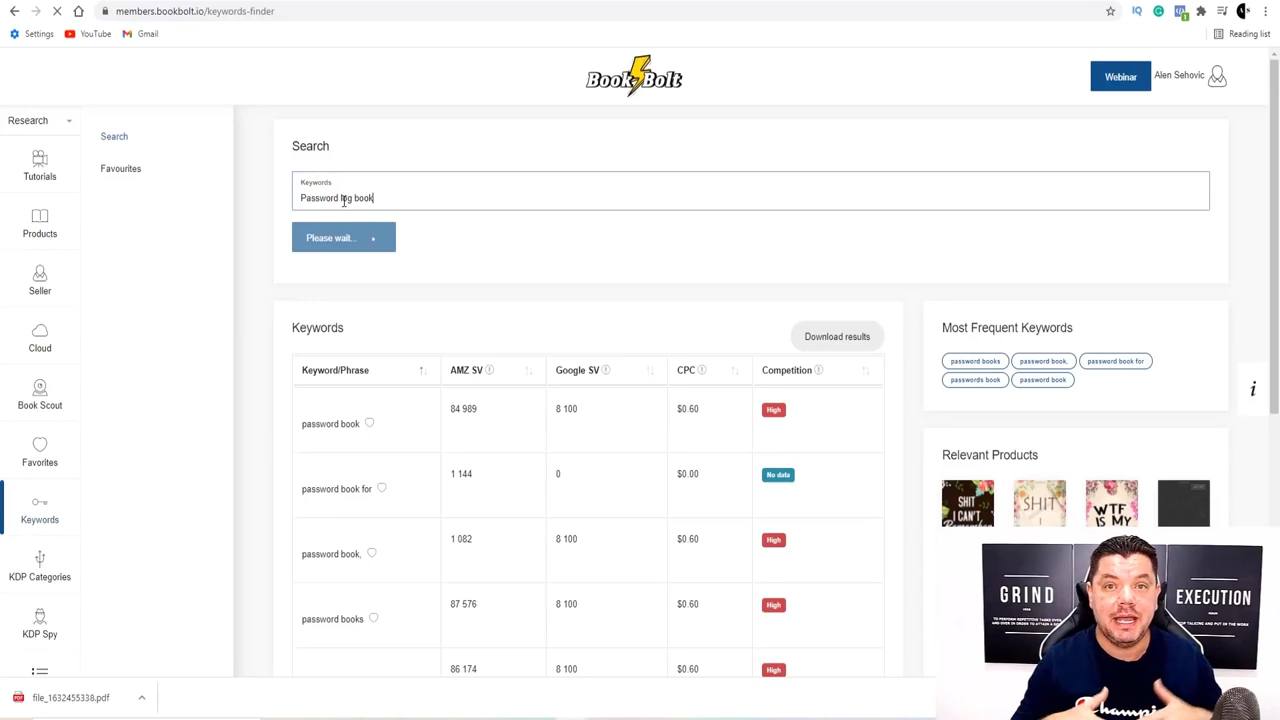 members.bookbolt.io/keywords-finder
Settings
YouTube
Gmail
Reading list
Book Bolt
Webinar
Alen Sehovic
Research
Search
Favourites
Tutorials
Products
Seller
Cloud
Book Scout
Favorites
Keywords
KDP Categories
KDP Spy
Search
Keywords
Password log book
Please wait...
Keywords
Download results
Keyword/Phrase AMZ SV Google SV CPC Competition
password book 84 989 8 100 $0.60 High
password book for 1 144 0 $0.00 No data
password book, 1 082 8 100 $0.60 High
password books 87 576 8 100 $0.60 High
86 174 8 100 $0.60 High
Most Frequent Keywords
password books password book, password book for
passwords book password book
Relevant Products
SHIT
I CAN'T
Remember
SHIT
I
WTF
IS MY
i
GRIND
EXECUTION
Champi
file_1632455338.pdf